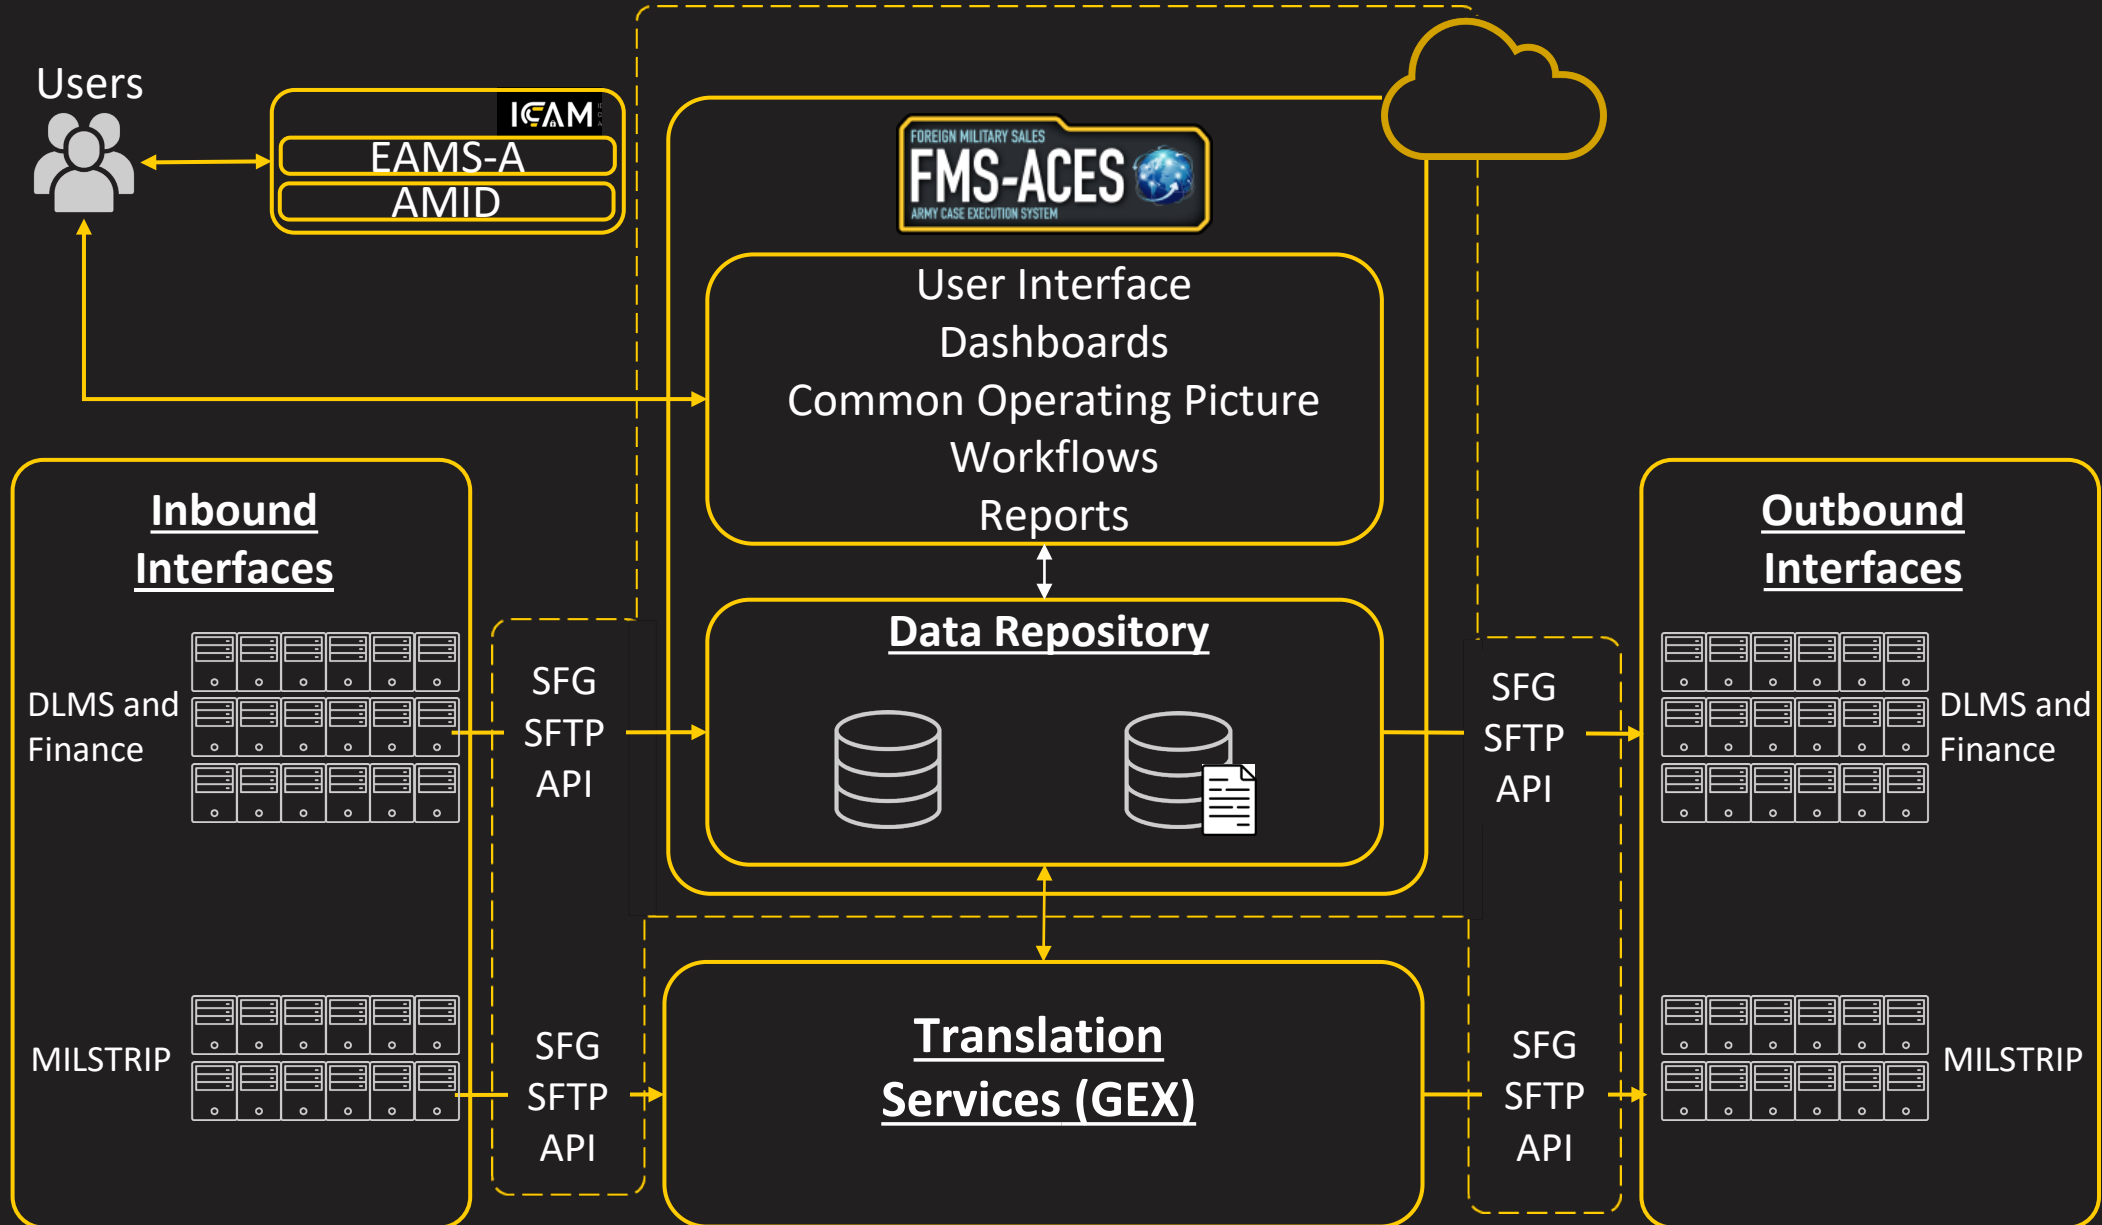 Users
ICAM
EAMS-A
AMID
FOREIGN MILITARY SALES
FMS-ACES
ARMY CASE EXECUTION SYSTEM
User Interface
Dashboards
Common Operating Picture
Workflows
Reports
Inbound
Interfaces
DLMS and
Finance
MILSTRIP
SFG
SFTP
API
SFG
SFTP
API
Data Repository
Translation
Services (GEX)
SFG
SFTP
API
SFG
SFTP
API
Outbound
Interfaces
DLMS and
Finance
MILSTRIP